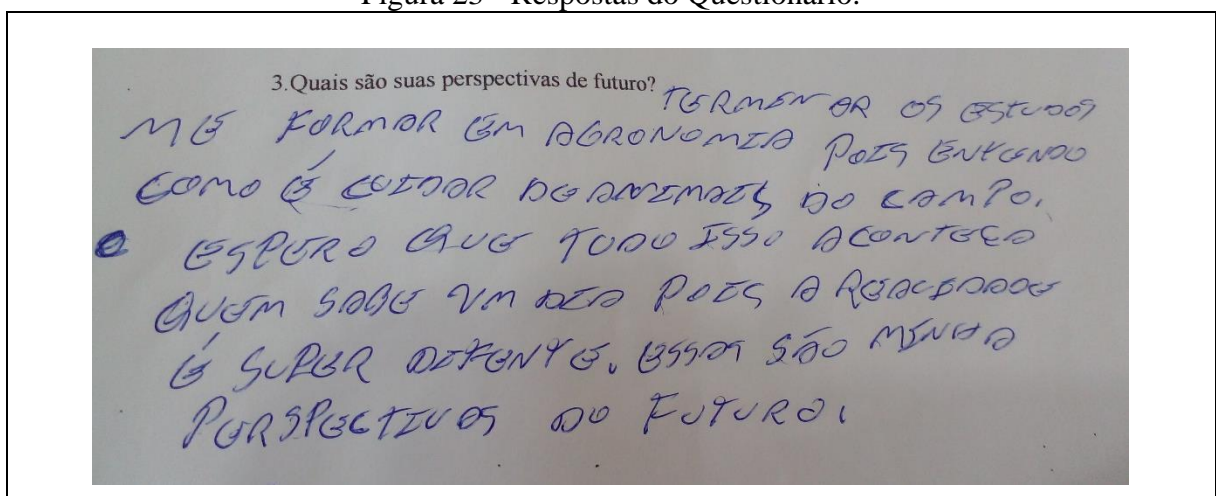 Figura 23 - Respostas do Questionário.
3.Quais são suas perspectivas de futuro? TERMINAR OS ESTUDOS
ME FORMAR EM AGRONOMIA POIS ENTENDO
COMO É CUIDAR DE ANIMAIS DO CAMPO.
ESPERO QUE TUDO ISSO ACONTEÇA
QUEM SABE UM DIA POIS A REALIDADE
É SUPER DIFENTE. ESSAS SÃO MINHA
PERSPECTIVAS DO FUTURO.